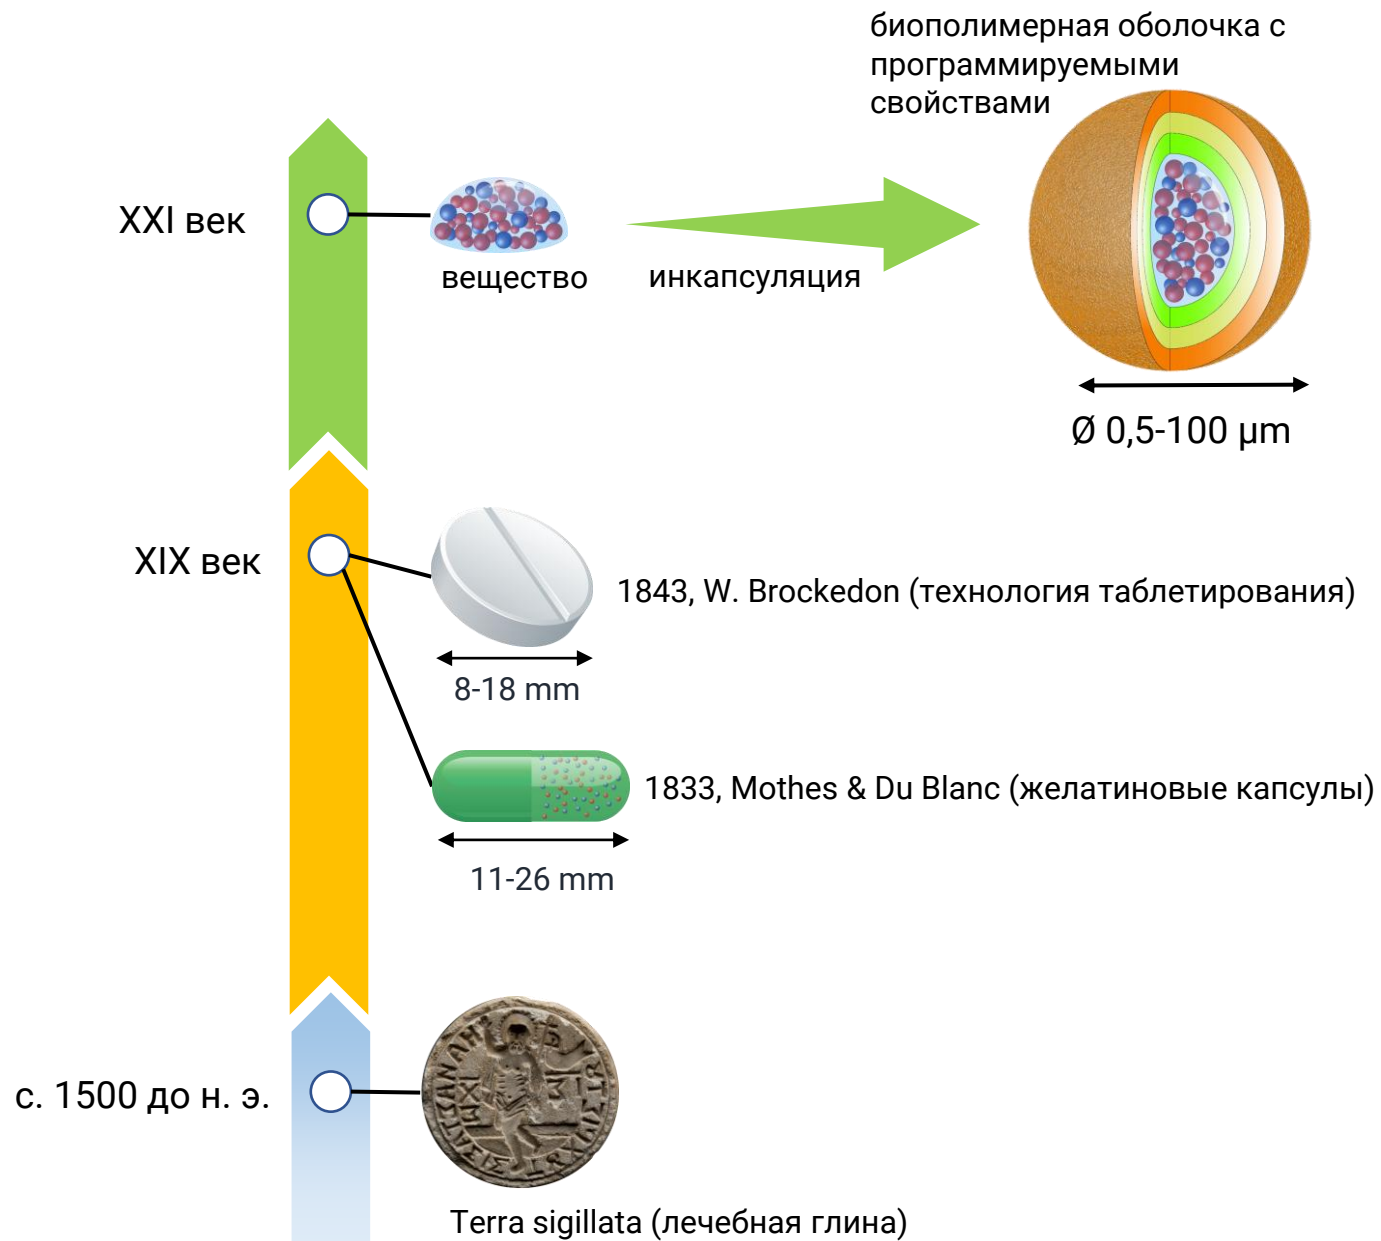 биополимерная оболочка с
программируемыми
свойствами
XXI век
вещество
инкапсуляция
Ø 0,5-100 µm
XIX век
1843, W. Brockedon (технология таблетирования)
8-18 mm
1833, Mothes & Du Blanc (желатиновые капсулы)
11-26 mm
с. 1500 до н. э.
Terra sigillata (лечебная глина)